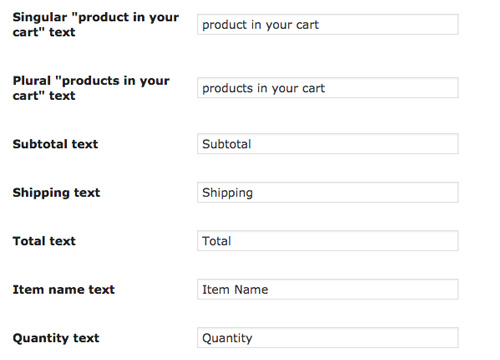 Singular "product in your
cart" text
product in your cart
Plural "products in your
cart" text
products in your cart
Subtotal text
Subtotal
Shipping text
Shipping
Total text
Total
Item name text
Item Name
Quantity text
Quantity